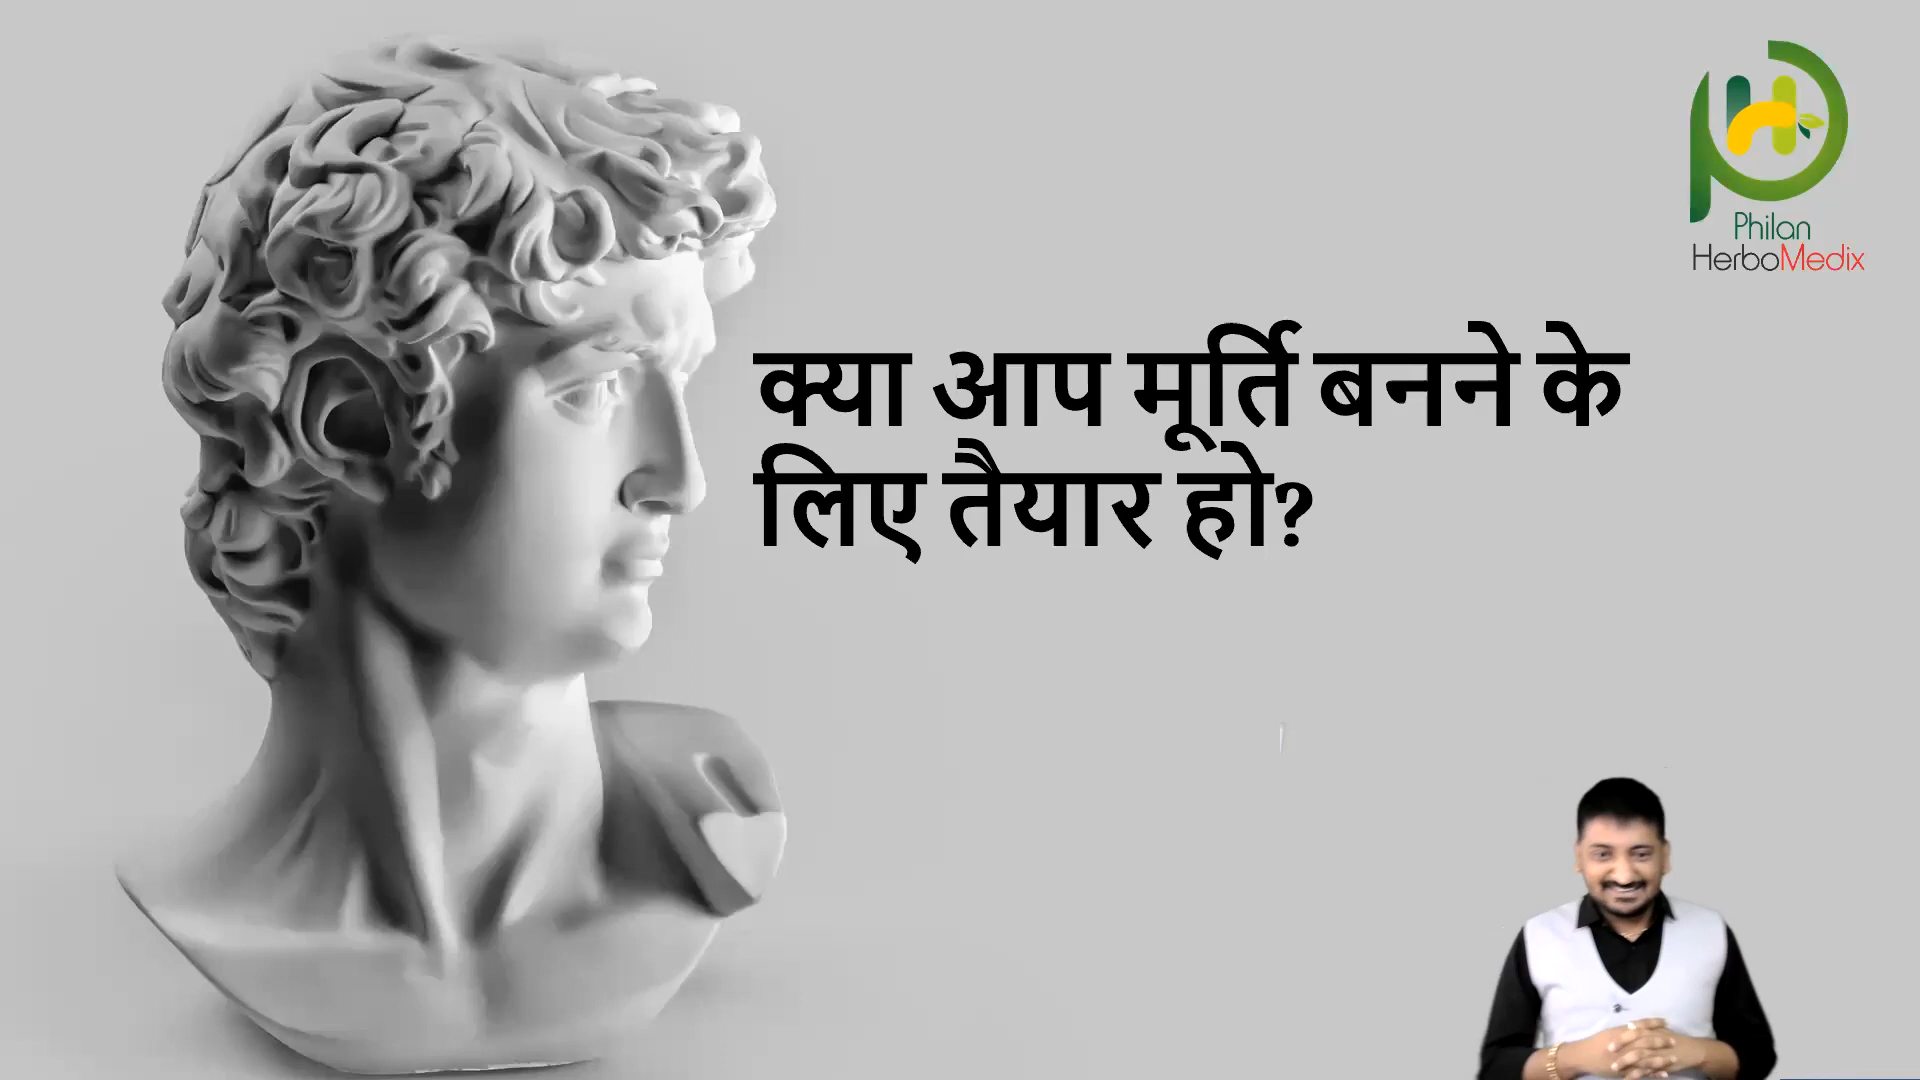 Philan
HerboMedix
क्या आप मूर्ति बनने के
लिए तैयार हो?